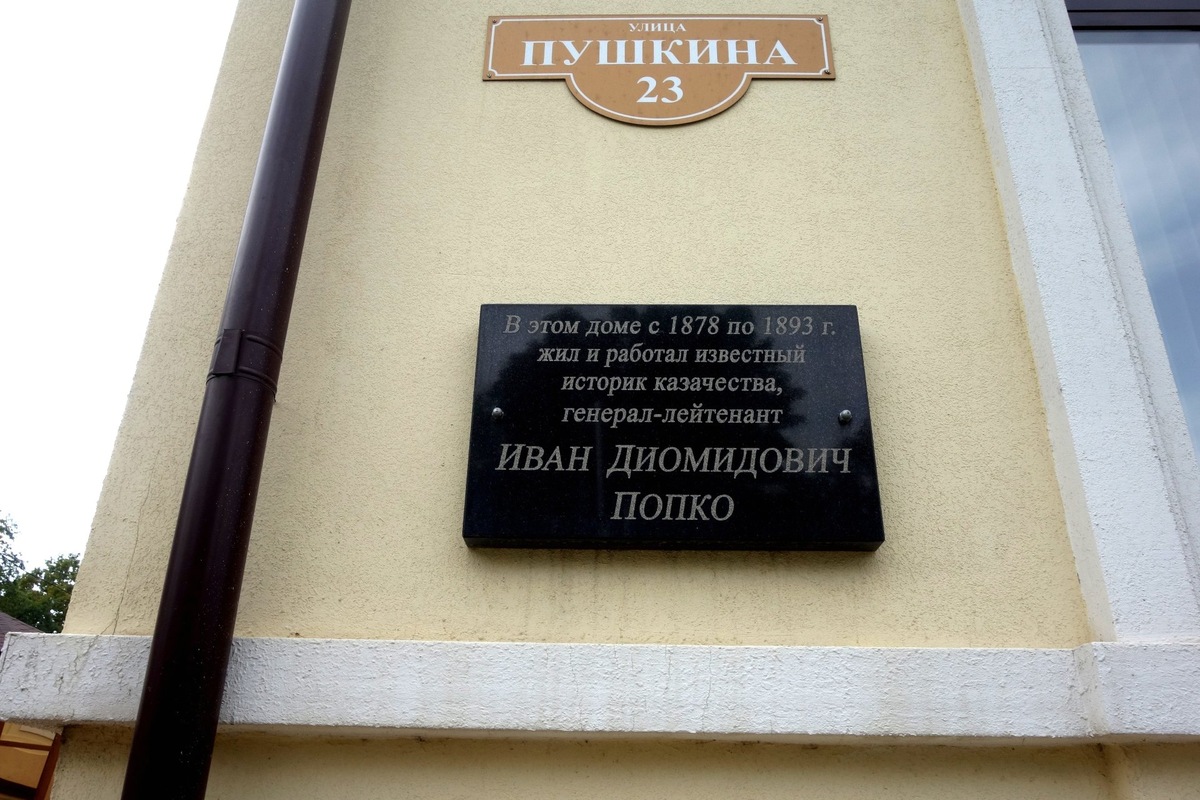 УЛИЦА
ПУШКИНА
23
В этом доме с 1878 по 1893 г.
жил и работал известный
историк казачества,
генерал-лейтенант
ИВАН ДИОМИДОВИЧ
ПОПКО